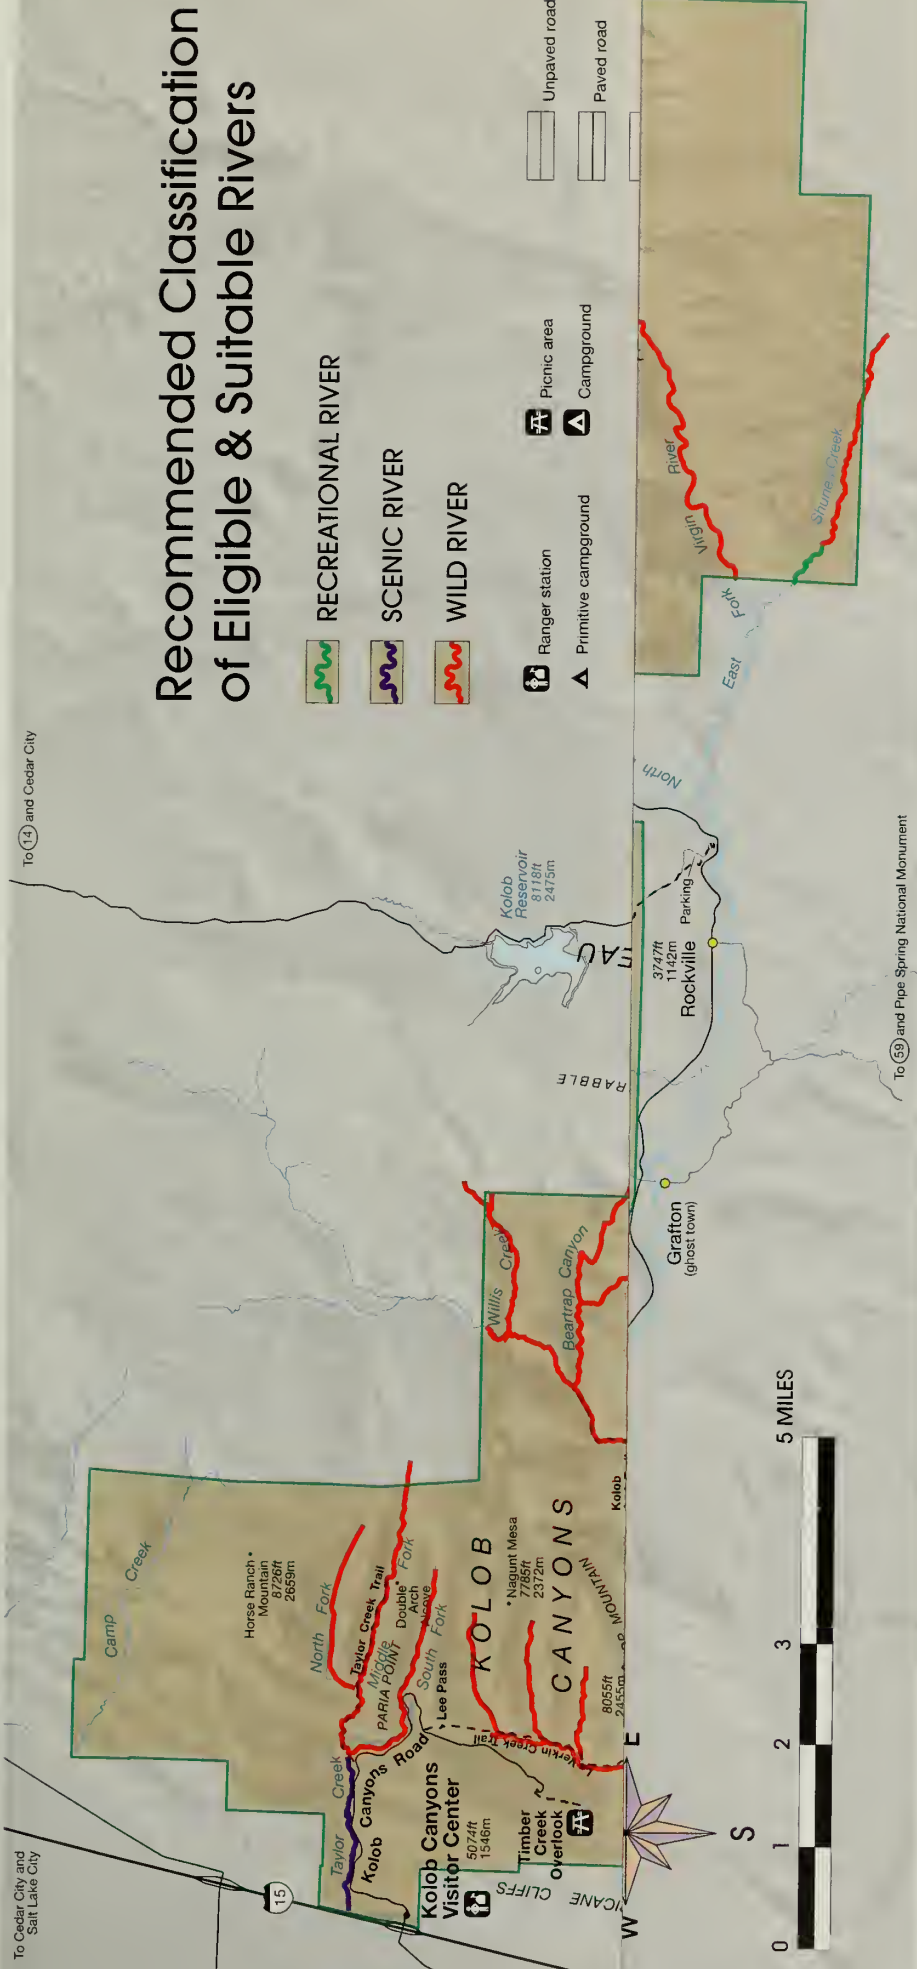 Recommended Classification
of Eligible & Suitable Rivers
RECREATIONAL RIVER
SCENIC RIVER
WILD RIVER
Ranger station
Picnic area
Unpaved road
Primitive campground
Campground
Paved road
To 14 and Cedar City
To Cedar City and
Salt Lake City
15
Camp
Creek
Horse Ranch
Mountain
8726ft
2659m
North Fork
Taylor Creek Trail
Middle
Fork
PARIA POINT
Double
Arch
Alcove
South Fork
Lee Pass
Taylor Creek
Kolob Canyons Road
Kolob Canyons
Visitor Center
5074ft
1546m
Timber
Creek
Overlook
CLIFFS
ICANE
Verkin Creek Trail
KOLOB
CANYONS
Nagunt Mesa
7785ft
2372m
8055ft
2455m
MOUNTAIN
Kolob
Willis Creek
Beartrap Canyon
Kolob
Reservoir
8118ft
2475m
EAU
RABBLE
Grafton
(ghost town)
3747ft
1142m
Rockville
Parking
North
East Fork
Virgin River
Shunes Creek
To 59 and Pipe Spring National Monument
W
E
S
0
1
2
3
5 MILES